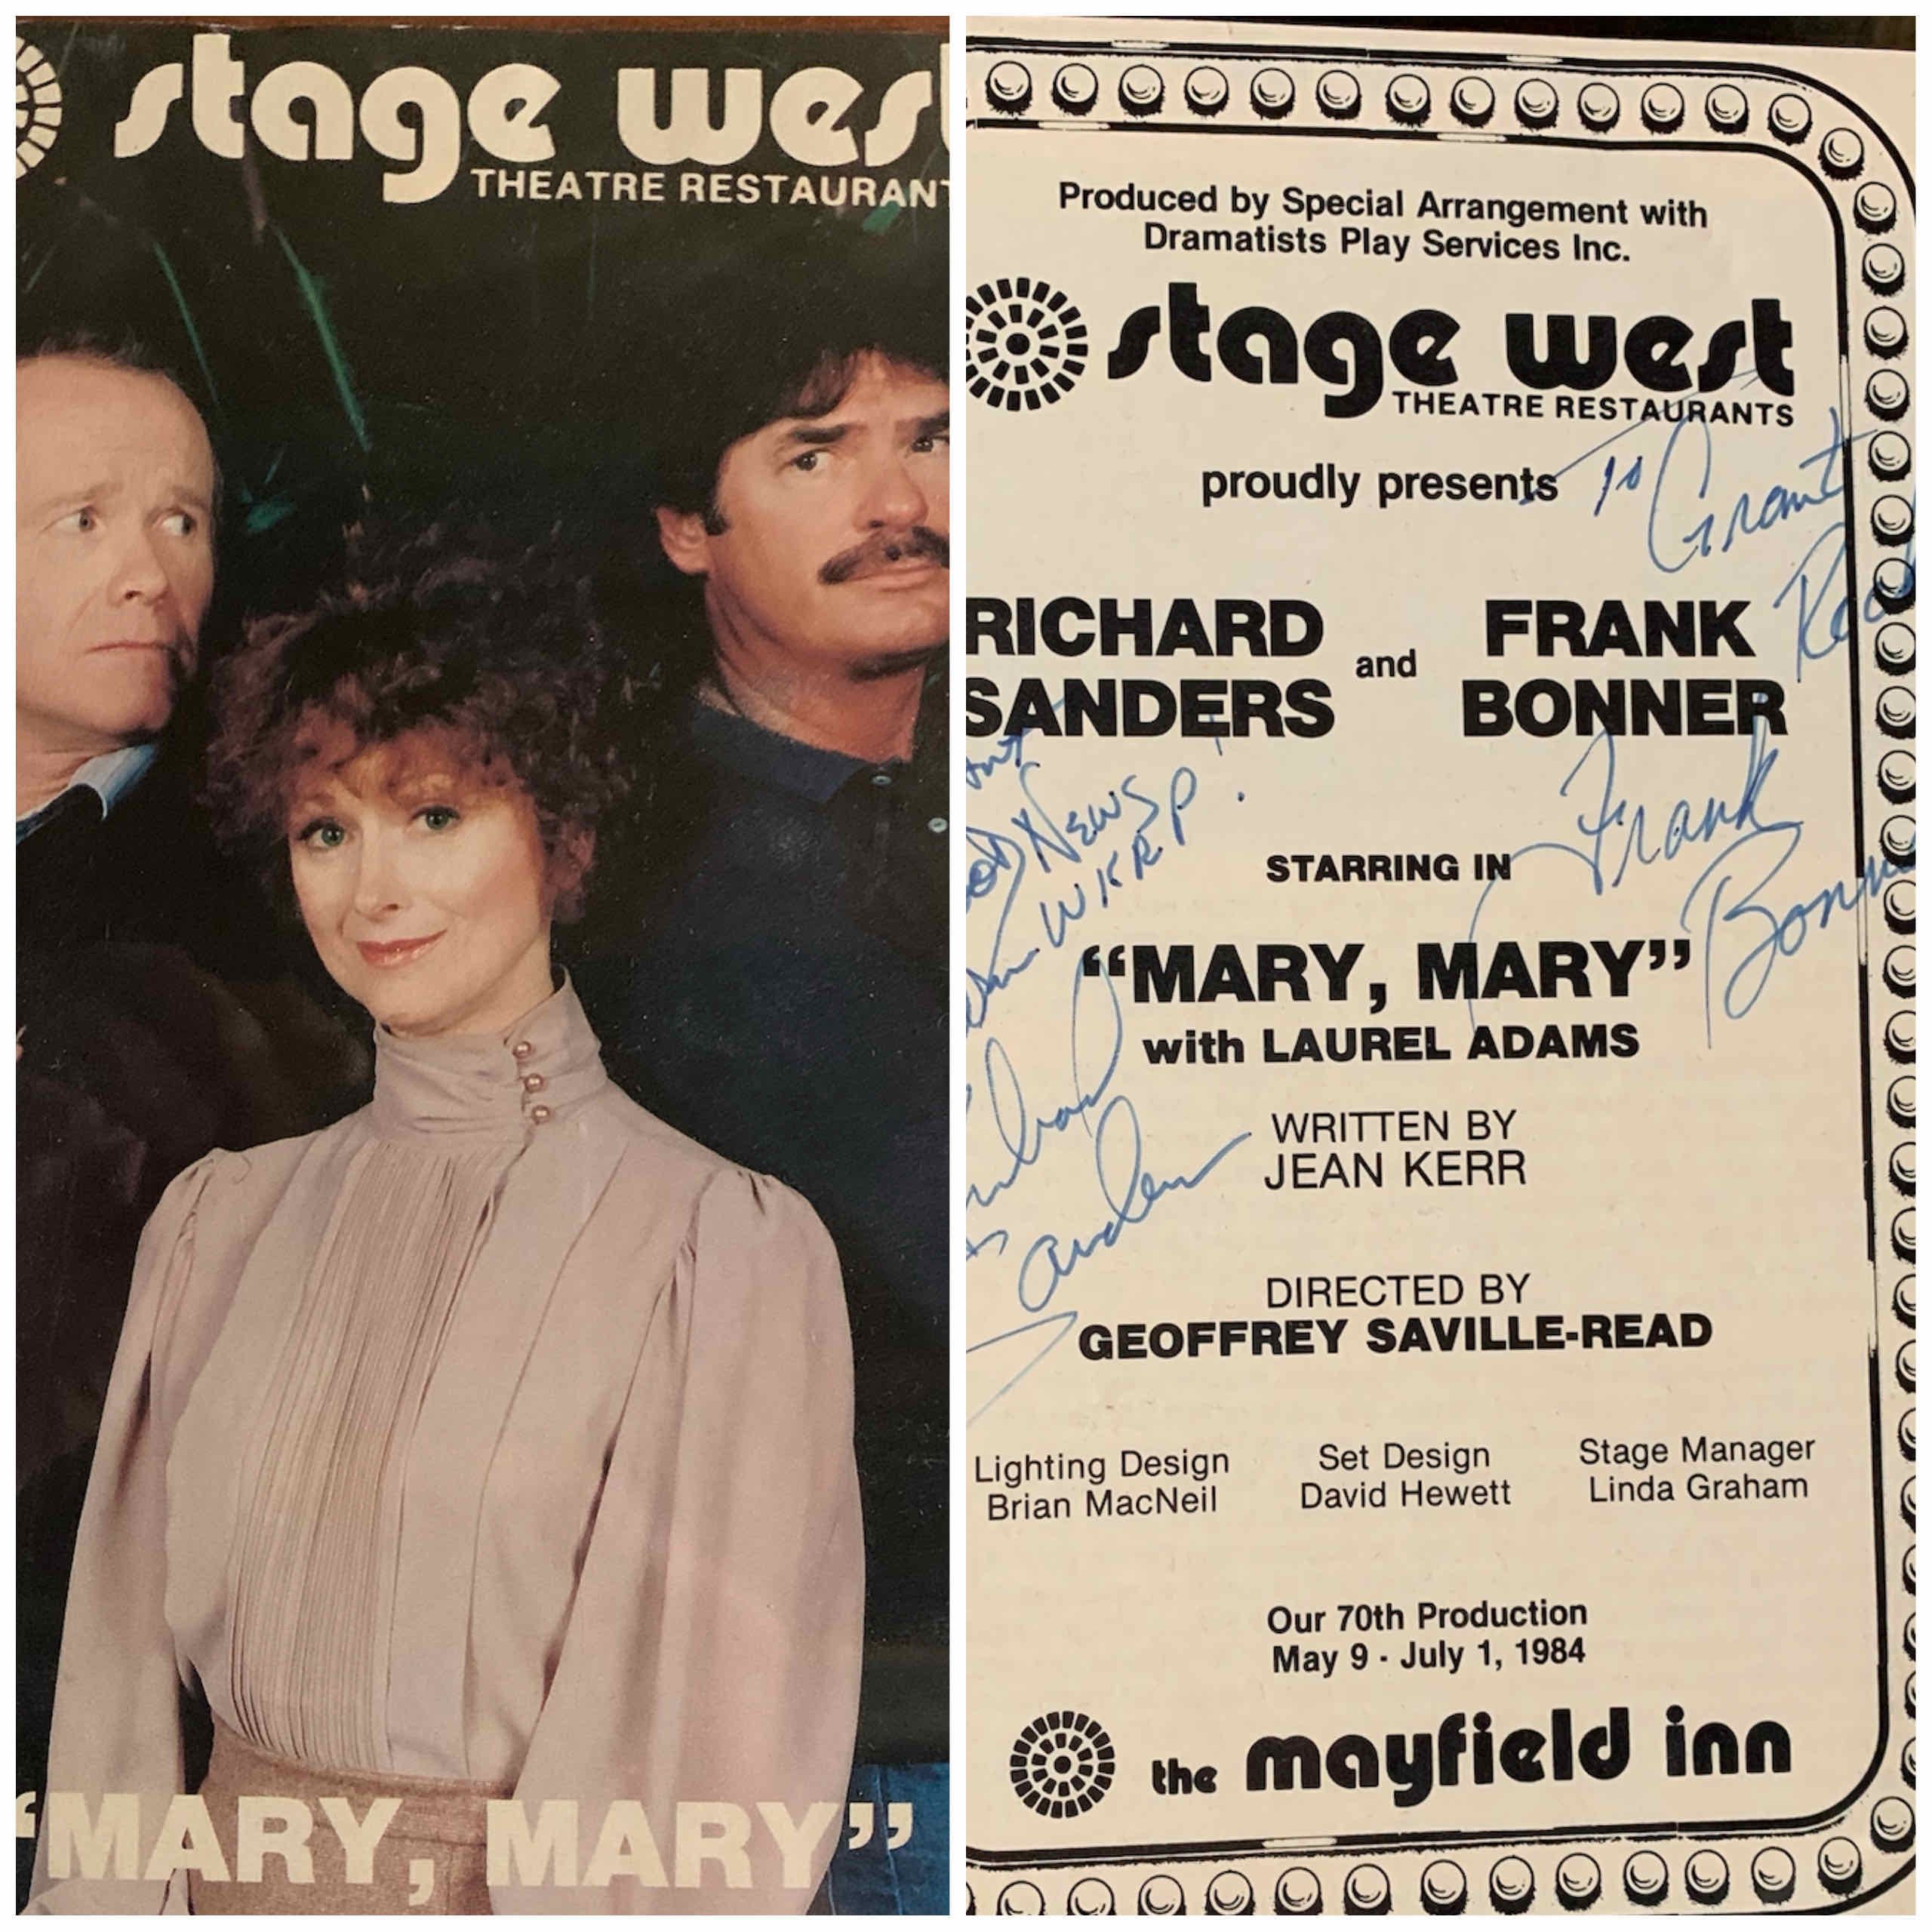 stage west
THEATRE RESTAURANT
"MARY, MARY"
Produced by Special Arrangement with
Dramatists Play Services Inc.
stage west
THEATRE RESTAURANTS
proudly presents
To Grant
RICHARD SANDERS and FRANK BONNER
News
WKRP!
Frank
Bonner
STARRING IN
"MARY, MARY"
with LAUREL ADAMS
Richard
Sanders
WRITTEN BY
JEAN KERR
DIRECTED BY
GEOFFREY SAVILLE-READ
Lighting Design
Brian MacNeil
Set Design
David Hewett
Stage Manager
Linda Graham
Our 70th Production
May 9 - July 1, 1984
the mayfield inn